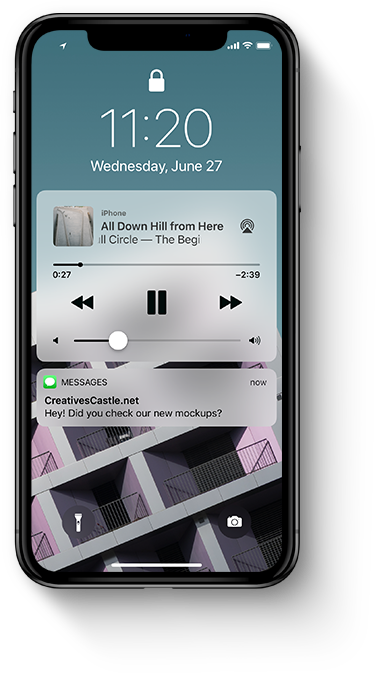 11:20
Wednesday, June 27
iPhone
All Down Hill from Here
ll Circle — The Begi
0:27
−2:39
MESSAGES
now
CreativesCastle.net
Hey! Did you check our new mockups?